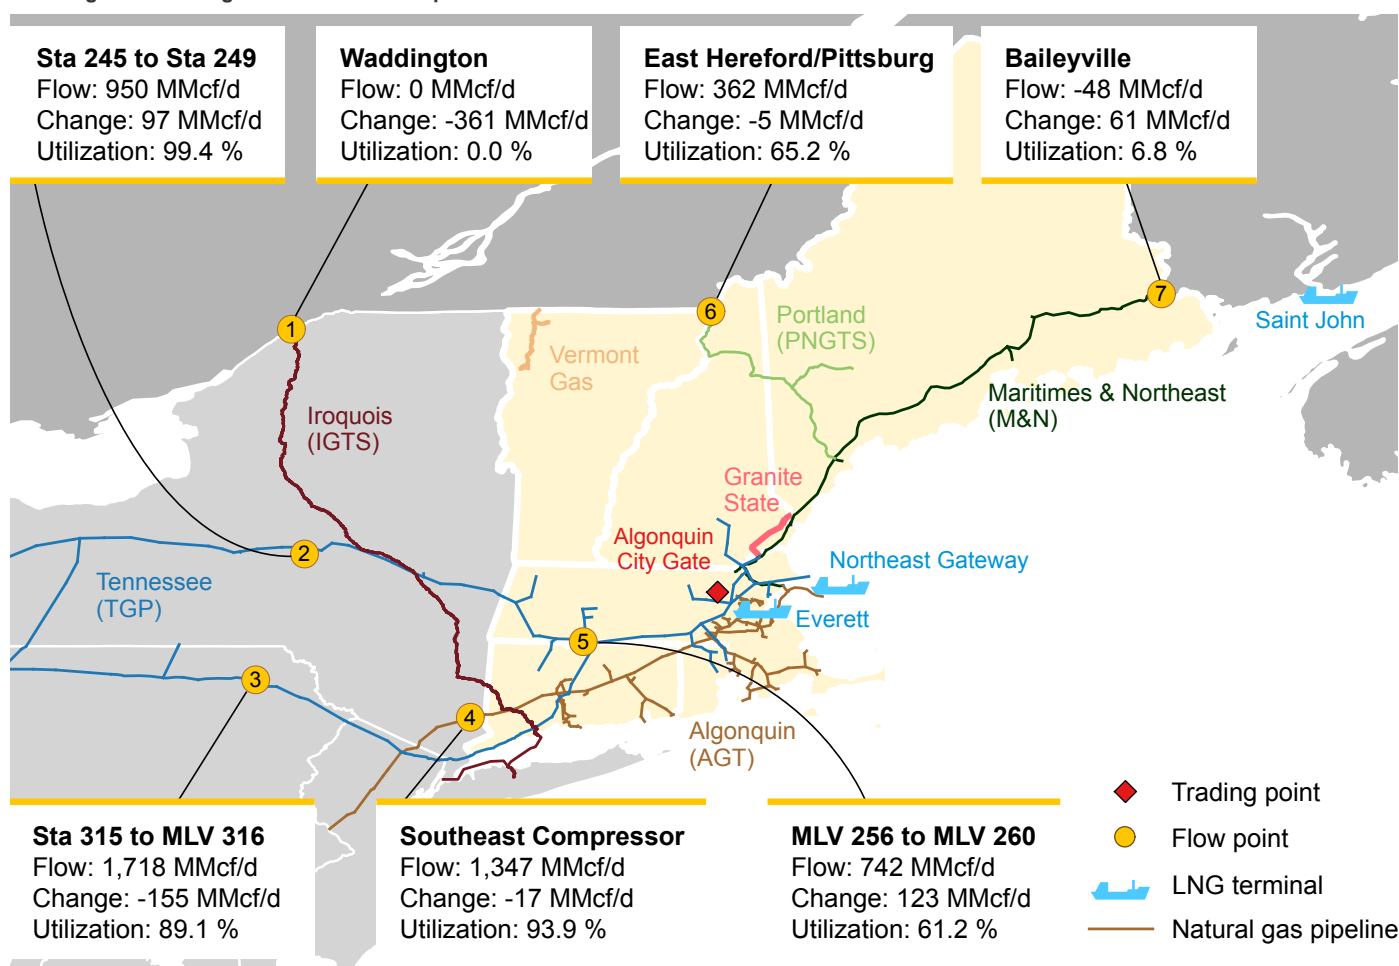 Sta 245 to Sta 249
Flow: 950 MMcf/d
Change: 97 MMcf/d
Utilization: 99.4 %
Waddington
Flow: 0 MMcf/d
Change: -361 MMcf/d
Utilization: 0.0 %
East Hereford/Pittsburg
Flow: 362 MMcf/d
Change: -5 MMcf/d
Utilization: 65.2 %
Baileyville
Flow: -48 MMcf/d
Change: 61 MMcf/d
Utilization: 6.8 %
1
6
7
Portland
(PNGTS)
Saint John
Vermont
Gas
Maritimes & Northeast
(M&N)
Iroquois
(IGTS)
Granite
State
Algonquin
City Gate
2
Northeast Gateway
Tennessee
(TGP)
Everett
5
3
4
Algonquin
(AGT)
Sta 315 to MLV 316
Flow: 1,718 MMcf/d
Change: -155 MMcf/d
Utilization: 89.1 %
Southeast Compressor
Flow: 1,347 MMcf/d
Change: -17 MMcf/d
Utilization: 93.9 %
MLV 256 to MLV 260
Flow: 742 MMcf/d
Change: 123 MMcf/d
Utilization: 61.2 %
Trading point
Flow point
LNG terminal
Natural gas pipeline